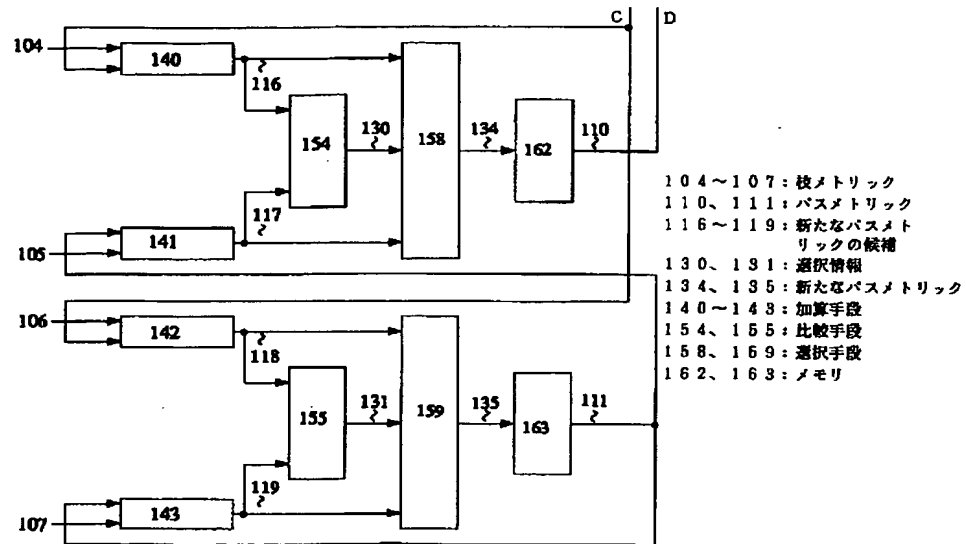 C D
104
140
116
154
130
158
134
162
110
117
141
105
106
142
118
155
131
159
135
163
111
119
143
107
104~107:枝メトリック
110、111:パスメトリック
116~119:新たなパスメト
リックの候補
130、131:選択情報
134、135:新たなパスメトリック
140~143:加算手段
154、155:比較手段
158、159:選択手段
162、163:メモリ